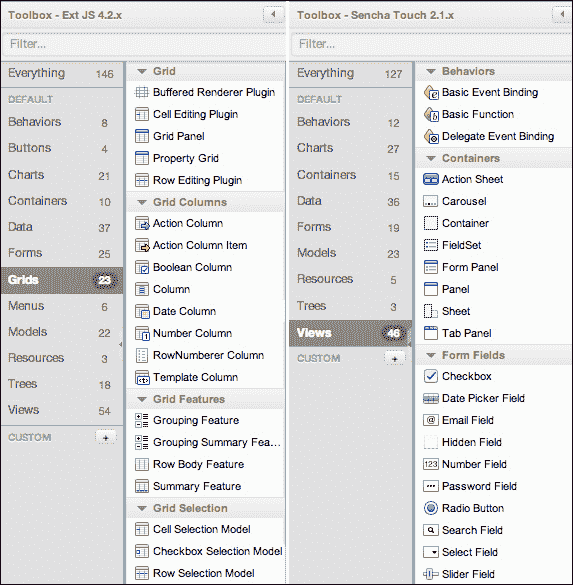 Toolbox - Ext JS 4.2.x
Filter...
Everything 146
DEFAULT
Behaviors 8
Buttons 4
Charts 21
Containers 10
Data 37
Forms 25
Grids 23
Menus 6
Models 22
Resources 3
Trees 18
Views 54
CUSTOM +
Grid
Buffered Renderer Plugin
Cell Editing Plugin
Grid Panel
Property Grid
Row Editing Plugin
Grid Columns
Action Column
Action Column Item
Boolean Column
Column
Date Column
Number Column
RowNumberer Column
Template Column
Grid Features
Grouping Feature
Grouping Summary Fea...
Row Body Feature
Summary Feature
Grid Selection
Cell Selection Model
Checkbox Selection Model
Row Selection Model
Toolbox - Sencha Touch 2.1.x
Filter...
Everything 127
DEFAULT
Behaviors 12
Charts 27
Containers 15
Data 36
Forms 19
Models 23
Resources 5
Trees 3
Views 46
CUSTOM +
Behaviors
Basic Event Binding
Basic Function
Delegate Event Binding
Containers
Action Sheet
Carousel
Container
FieldSet
Form Panel
Panel
Sheet
Tab Panel
Form Fields
Checkbox
Date Picker Field
@ Email Field
Hidden Field
123 Number Field
Password Field
Radio Button
Search Field
Select Field
Slider Field